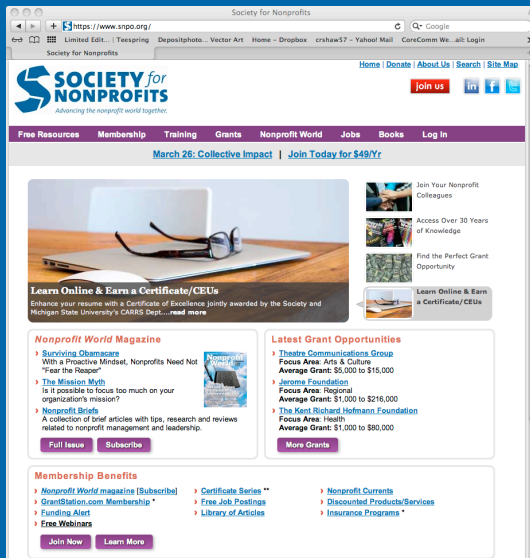 Society for Nonprofits
https://www.snpo.org/
Google
Limited Edit... | Teespring
Depositphoto... Vector Art
Home – Dropbox
crshaw57 – Yahoo! Mail
CoreComm We...ail: Login
Society for Nonprofits
Home | Donate | About Us | Search | Site Map
SOCIETY for
NONPROFITS
Advancing the nonprofit world together.
join us
in f
Free Resources Membership Training Grants Nonprofit World Jobs Books Log In
March 26: Collective Impact | Join Today for $49/Yr
Learn Online & Earn a Certificate/CEUs
Enhance your resume with a Certificate of Excellence jointly awarded by the Society and
Michigan State University's CARRS Dept....read more
Join Your Nonprofit
Colleagues
Access Over 30 Years
of Knowledge
Find the Perfect Grant
Opportunity
Learn Online & Earn
a Certificate/CEUs
Nonprofit World Magazine
Surviving Obamacare
With a Proactive Mindset, Nonprofits Need Not
"Fear the Reaper"
The Mission Myth
Is it possible to focus too much on your
organization's mission?
Nonprofit Briefs
A collection of brief articles with tips, research and reviews
related to nonprofit management and leadership.
Nonprofit
World
Full Issue Subscribe
Latest Grant Opportunities
Theatre Communications Group
Focus Area: Arts & Culture
Average Grant: $5,000 to $15,000
Jerome Foundation
Focus Area: Regional
Average Grant: $1,000 to $216,000
The Kent Richard Hofmann Foundation
Focus Area: Health
Average Grant: $1,000 to $80,000
More Grants
Membership Benefits
Nonprofit World magazine [Subscribe]
GrantStation.com Membership *
Funding Alert
Free Webinars
Certificate Series **
Free Job Postings
Library of Articles
Nonprofit Currents
Discounted Products/Services
Insurance Programs *
Join Now Learn More